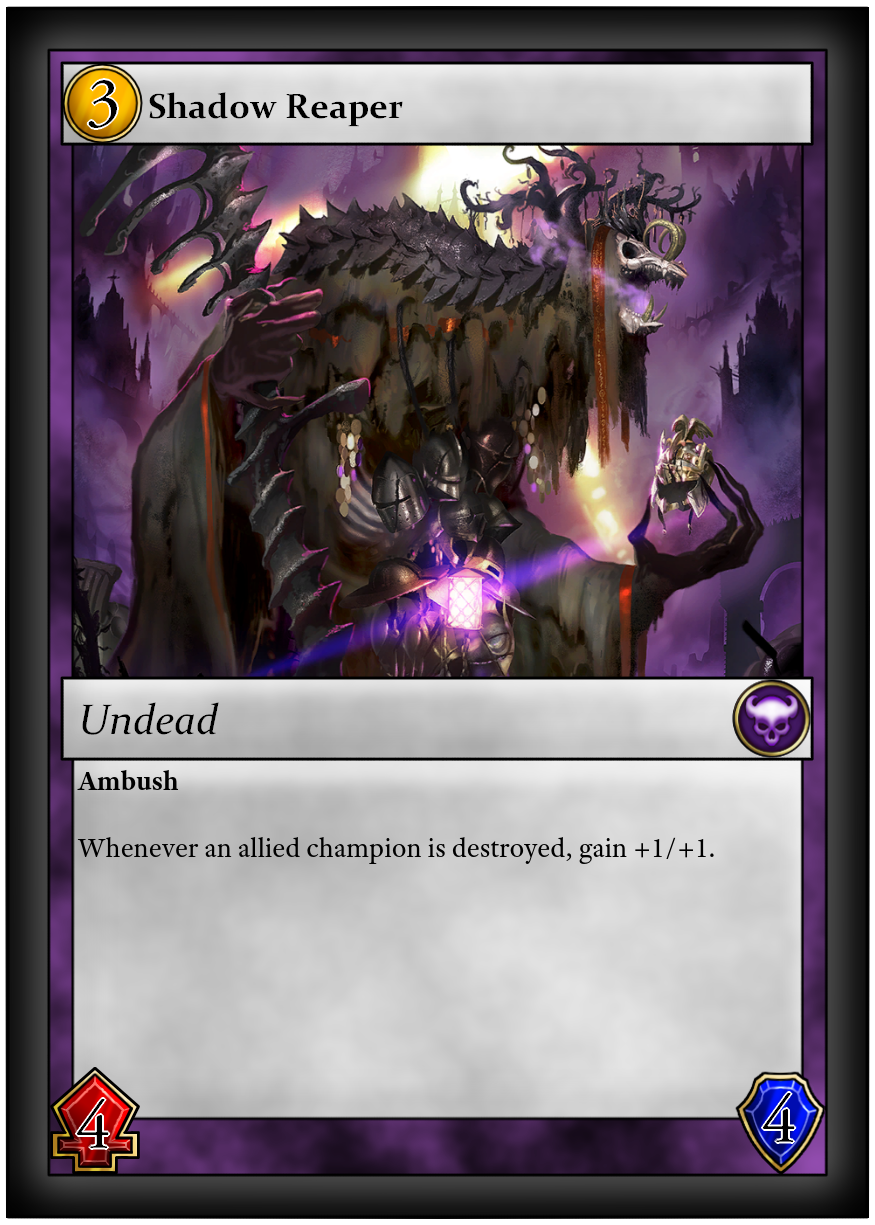 3
Shadow Reaper
Undead
Ambush
Whenever an allied champion is destroyed, gain +1/+1.
4
4